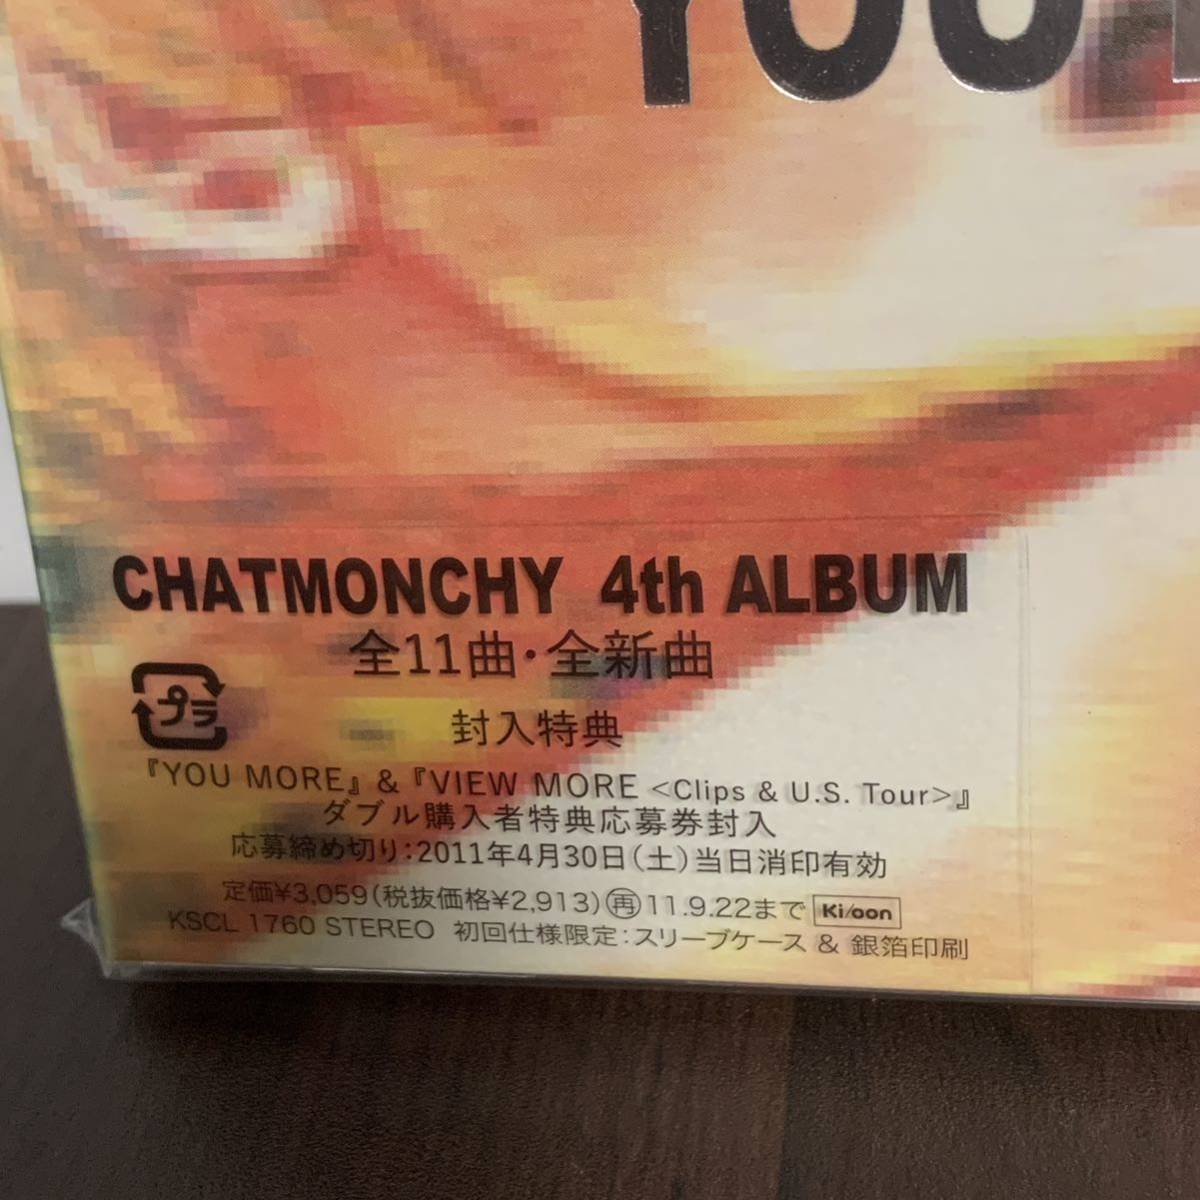 YOU
CHATMONCHY 4th ALBUM
全11曲・全新曲
プラ
封入特典
『YOU MORE』&『VIEW MORE <Clips & U.S. Tour>』
ダブル購入者特典応募券封入
応募締め切り:2011年4月30日(土)当日消印有効
定価¥3,059(税抜価格¥2,913)㊢11.9.22まで Ki/oon
KSCL 1760 STEREO 初回仕様限定:スリーブケース & 銀箔印刷